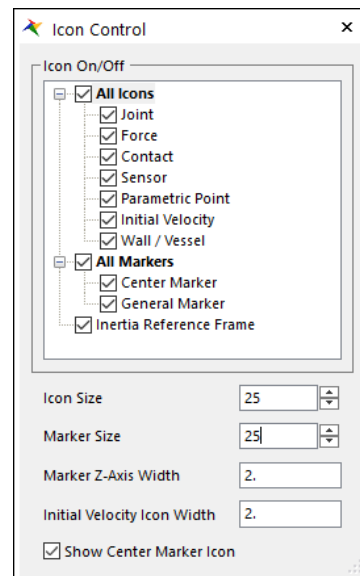 Icon Control
Icon On/Off
All Icons
Joint
Force
Contact
Sensor
Parametric Point
Initial Velocity
Wall / Vessel
All Markers
Center Marker
General Marker
Inertia Reference Frame
Icon Size 25
Marker Size 25
Marker Z-Axis Width 2.
Initial Velocity Icon Width 2.
Show Center Marker Icon